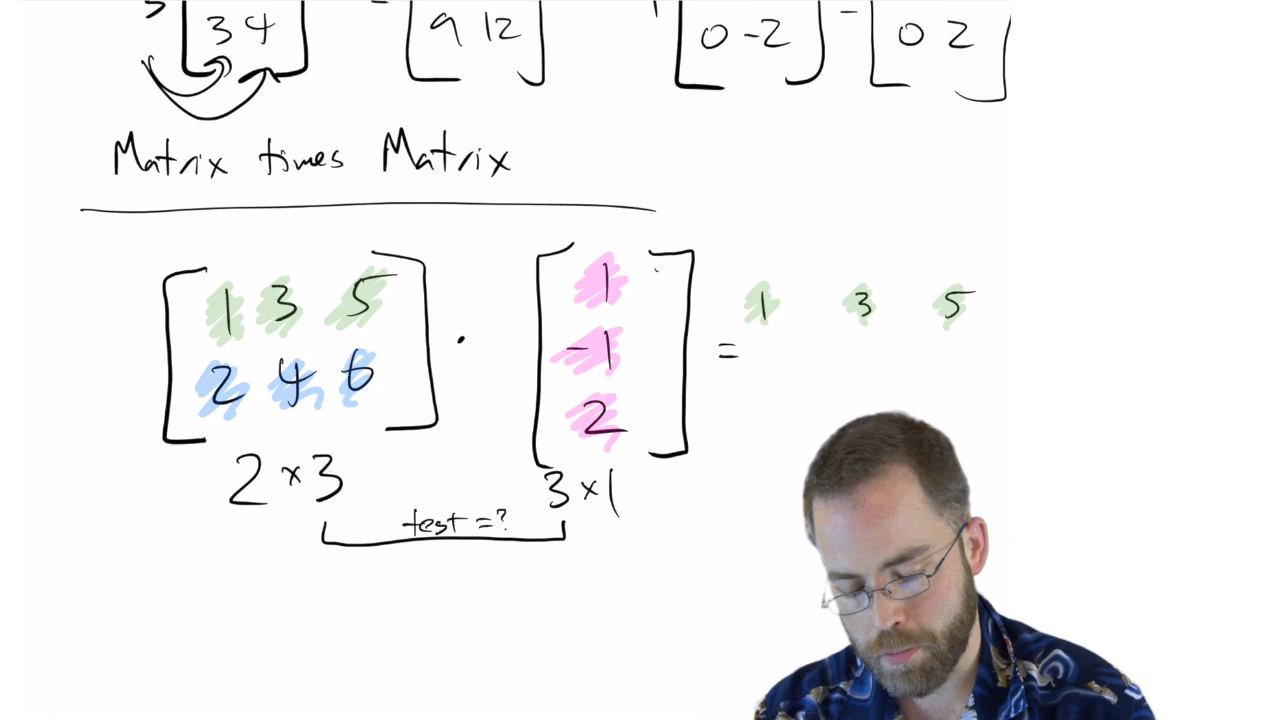 3 4 9 12 0 -2 0 2
Matrix times Matrix
1 3 5 1 1 3 5
· -1 =
2 4 6 2
2 × 3 3 × 1
test = ?